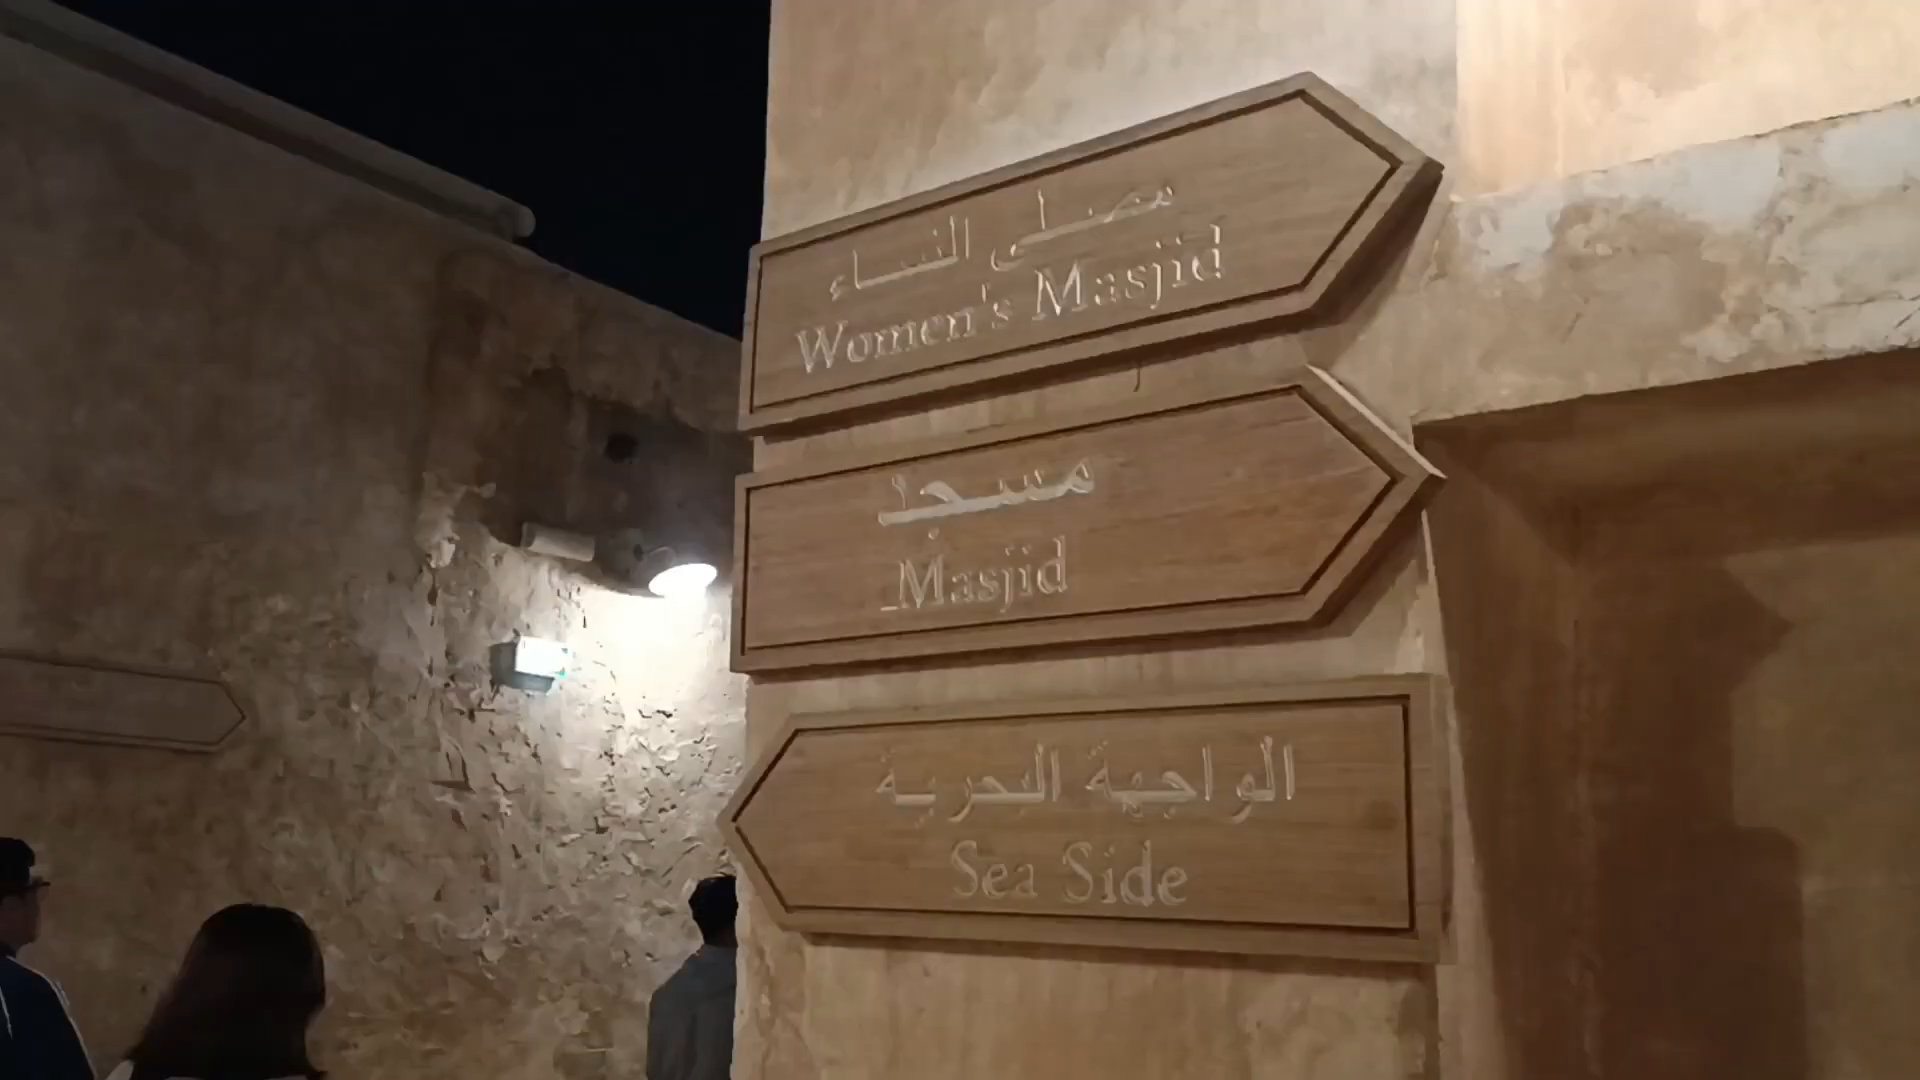 مصلى النساء
Women's Masjid
مسجد
Masjid
الواجهة البحرية
Sea Side